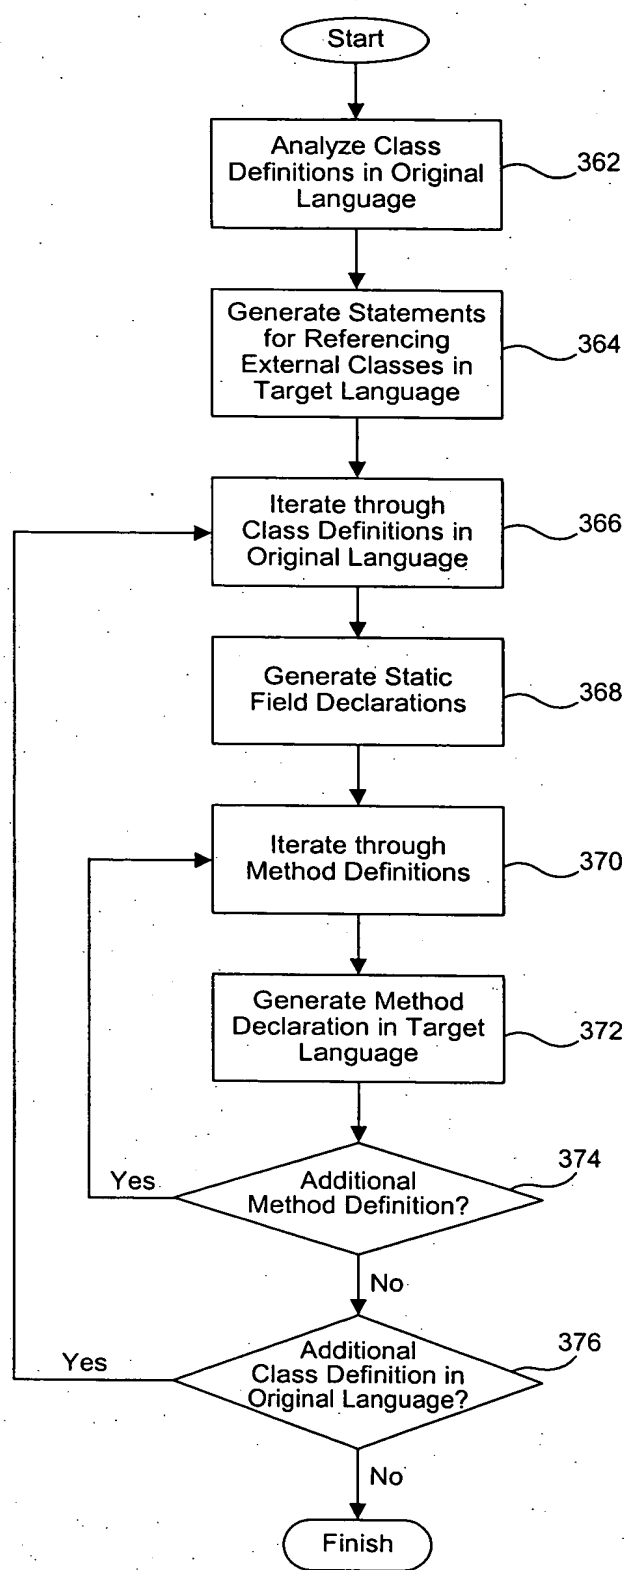 Start
Analyze Class
Definitions in Original
Language
362
Generate Statements
for Referencing
External Classes in
Target Language
364
Iterate through
Class Definitions in
Original Language
366
Generate Static
Field Declarations
368
Iterate through
Method Definitions
370
Generate Method
Declaration in Target
Language
372
Additional
Method Definition?
374
Yes
No
Additional
Class Definition in
Original Language?
376
Yes
No
Finish